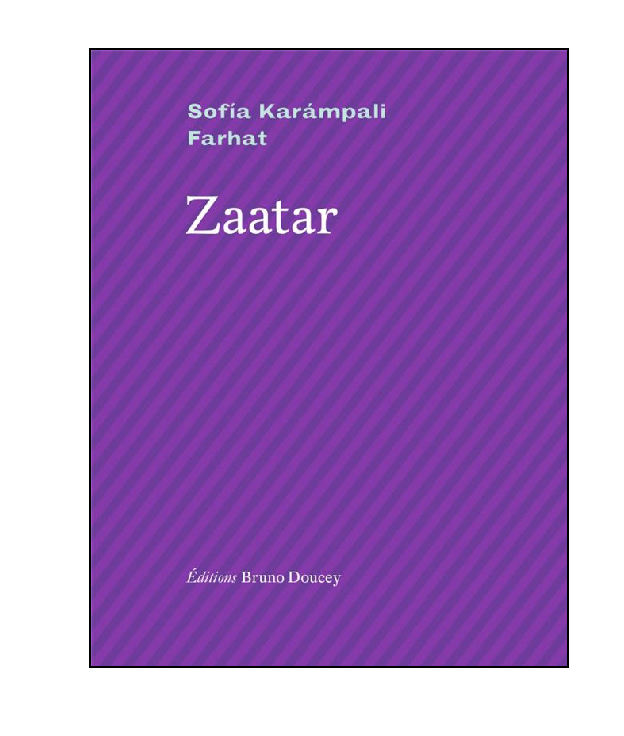 Sofía Karámpali
Farhat
Zaatar
Éditions Bruno Doucey